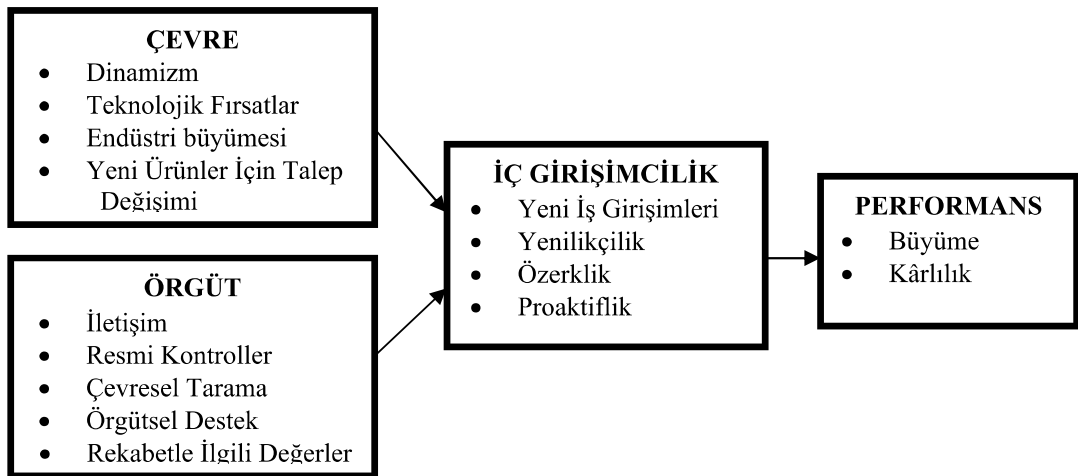 ÇEVRE
• Dinamizm
• Teknolojik Fırsatlar
• Endüstri büyümesi
• Yeni Ürünler İçin Talep
Değişimi
ÖRGÜT
• İletişim
• Resmi Kontroller
• Çevresel Tarama
• Örgütsel Destek
• Rekabetle İlgili Değerler
İÇ GİRİŞİMCİLİK
• Yeni İş Girişimleri
• Yenilikçilik
• Özerklik
• Proaktiflik
PERFORMANS
• Büyüme
• Kârlılık